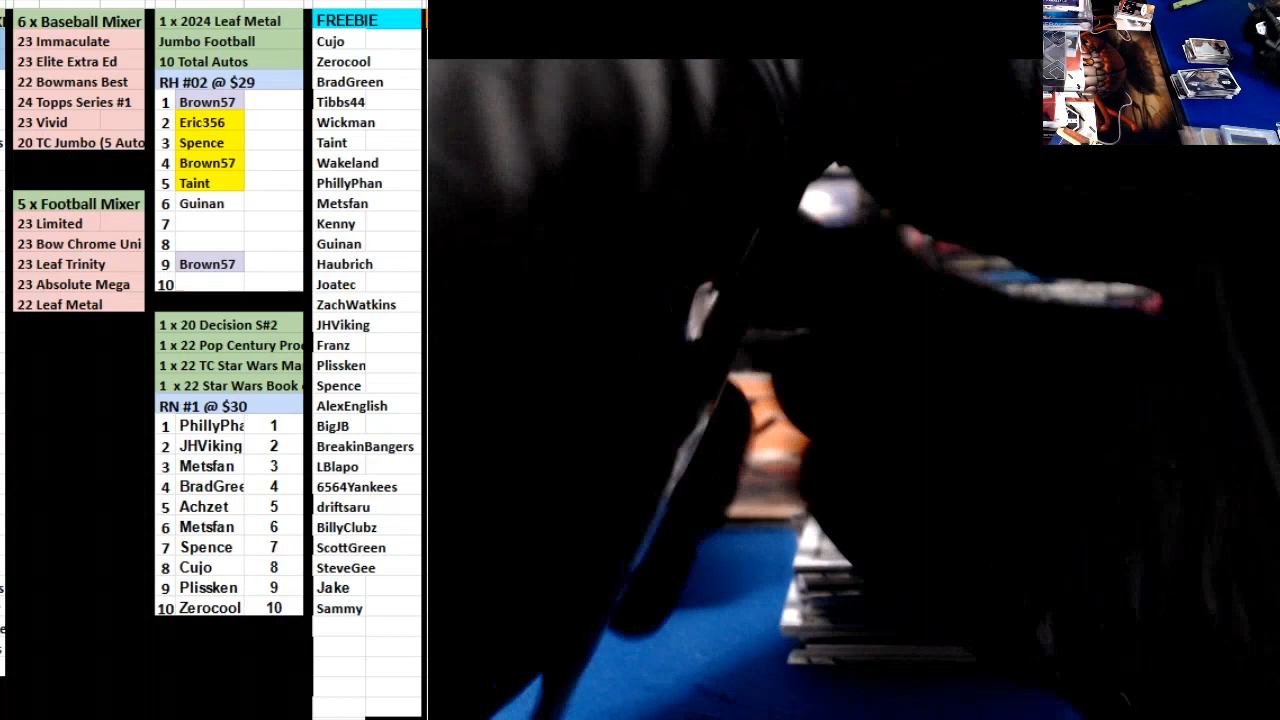 6 x Baseball Mixer
23 Immaculate
23 Elite Extra Ed
22 Bowmans Best
24 Topps Series #1
23 Vivid
20 TC Jumbo (5 Auto
5 x Football Mixer
23 Limited
23 Bow Chrome Uni
23 Leaf Trinity
23 Absolute Mega
22 Leaf Metal
1 x 2024 Leaf Metal
Jumbo Football
10 Total Autos
RH #02 @ $29
1 Brown57
2 Eric356
3 Spence
4 Brown57
5 Taint
6 Guinan
7
8
9 Brown57
10
1 x 20 Decision S#2
1 x 22 Pop Century Pro
1 x 22 TC Star Wars Ma
1 x 22 Star Wars Book
RN #1 @ $30
1 PhillyPha 1
2 JHViking 2
3 Metsfan 3
4 BradGree 4
5 Achzet 5
6 Metsfan 6
7 Spence 7
8 Cujo 8
9 Plissken 9
10 Zerocool 10
FREEBIE
Cujo
Zerocool
BradGreen
Tibbs44
Wickman
Taint
Wakeland
PhillyPhan
Metsfan
Kenny
Guinan
Haubrich
Joatec
ZachWatkins
JHViking
Franz
Plissken
Spence
AlexEnglish
BigJB
BreakinBangers
LBlapo
6564Yankees
driftsaru
BillyClubz
ScottGreen
SteveGee
Jake
Sammy